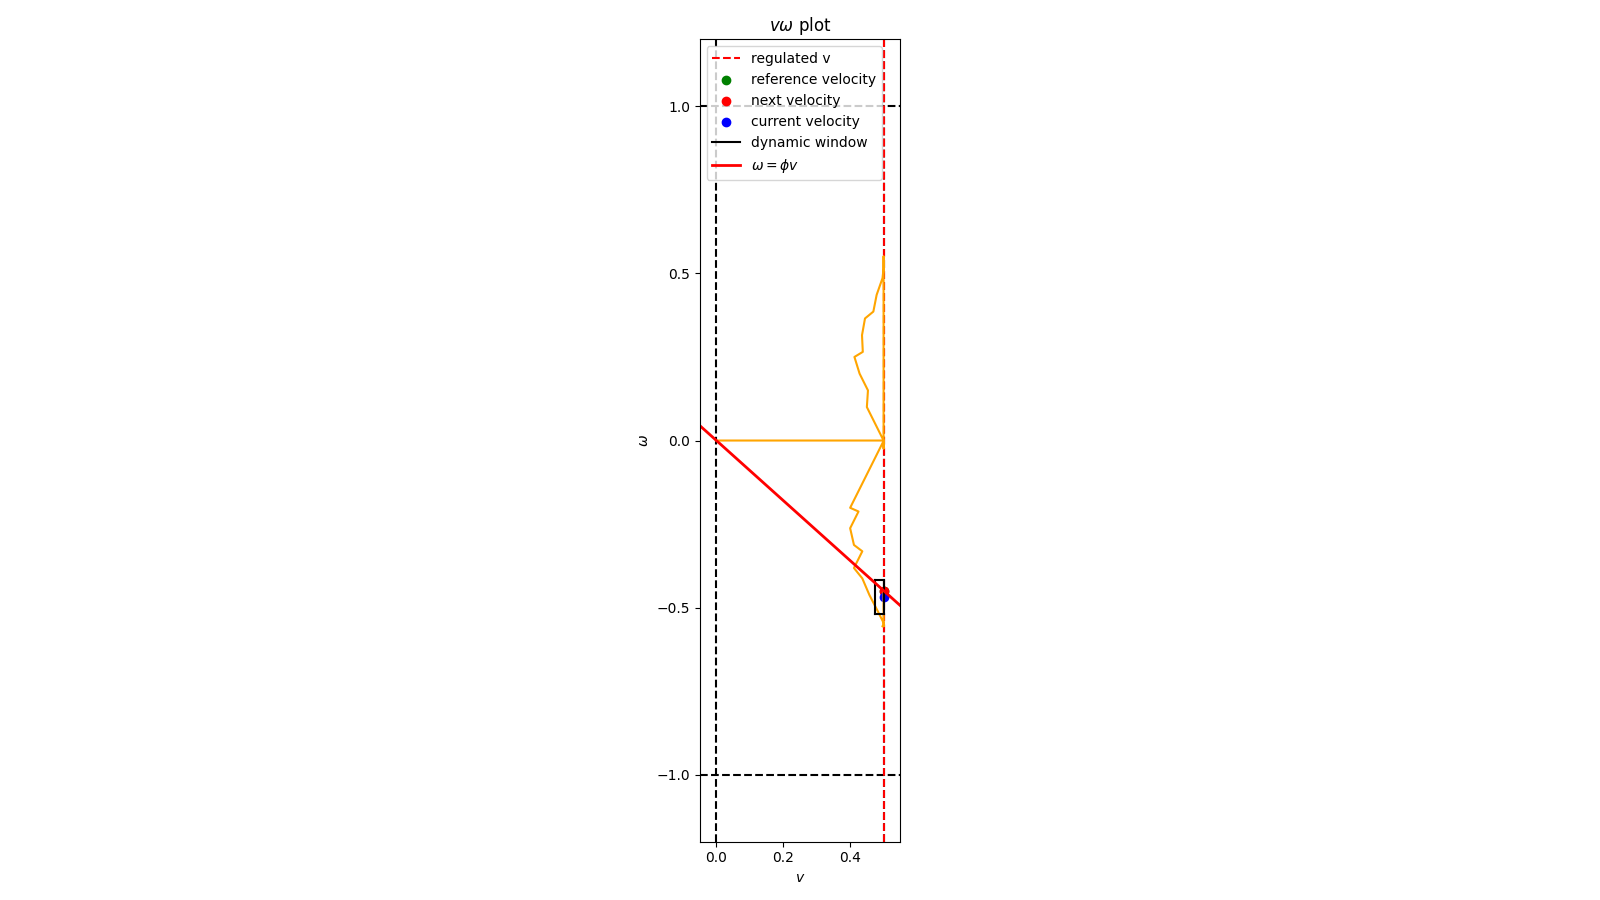 vω plot
regulated v
reference velocity
next velocity
current velocity
dynamic window
ω = ϕv
1.0
0.5
0.0
−0.5
−1.0
ω
0.0 0.2 0.4
v